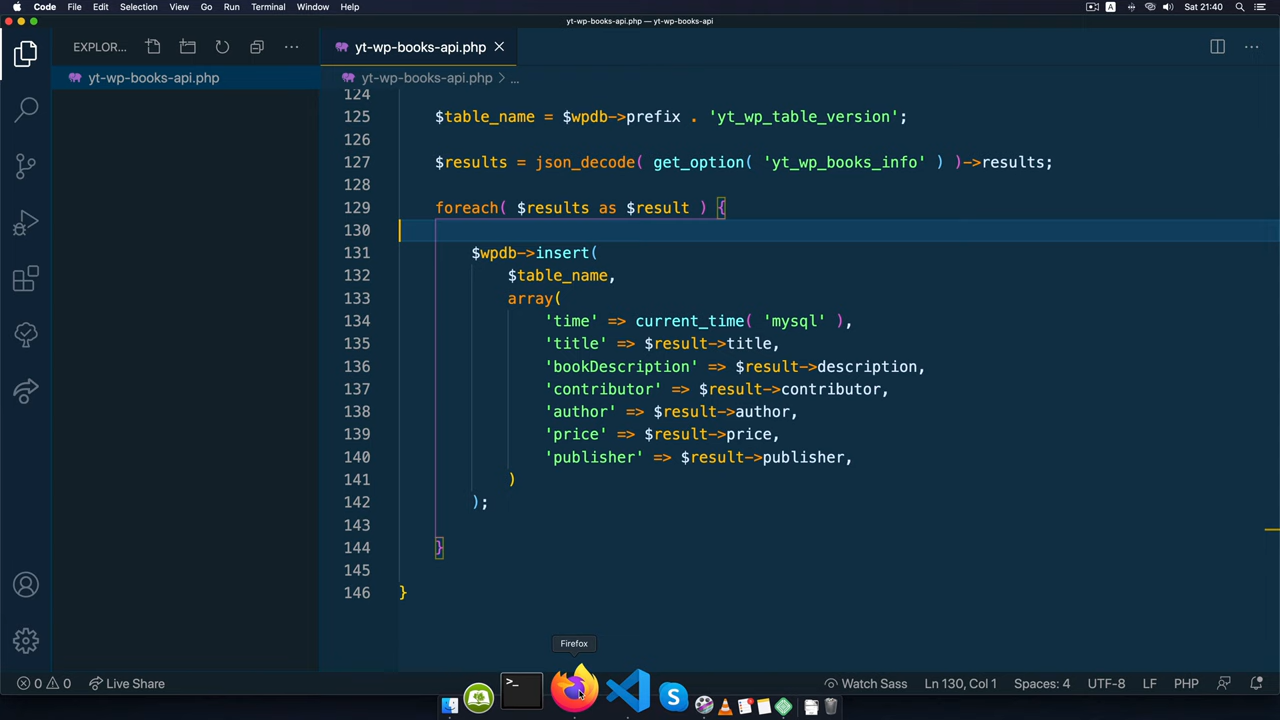 Code File Edit Selection View Go Run Terminal Window Help A Sat 21:40
yt-wp-books-api.php — yt-wp-books-api
EXPLOR... yt-wp-books-api.php
yt-wp-books-api.php yt-wp-books-api.php > ...
124
125 $table_name = $wpdb->prefix . 'yt_wp_table_version';
126
127 $results = json_decode( get_option( 'yt_wp_books_info' ) )->results;
128
129 foreach( $results as $result ) {
130
131 $wpdb->insert(
132 $table_name,
133 array(
134 'time' => current_time( 'mysql' ),
135 'title' => $result->title,
136 'bookDescription' => $result->description,
137 'contributor' => $result->contributor,
138 'author' => $result->author,
139 'price' => $result->price,
140 'publisher' => $result->publisher,
141 )
142 );
143
144 }
145
146 }
Firefox
0 0 Live Share Watch Sass Ln 130, Col 1 Spaces: 4 UTF-8 LF PHP